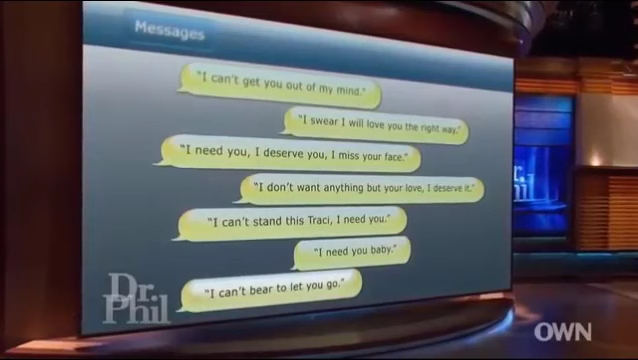 Messages
"I can't get you out of my mind."
"I swear I will love you the right way."
"I need you, I deserve you, I miss your face."
"I don't want anything but your love, I deserve it."
"I can't stand this Traci, I need you."
"I need you baby."
"I can't bear to let you go."
Dr.
Phil
Dr.
Phil
OWN